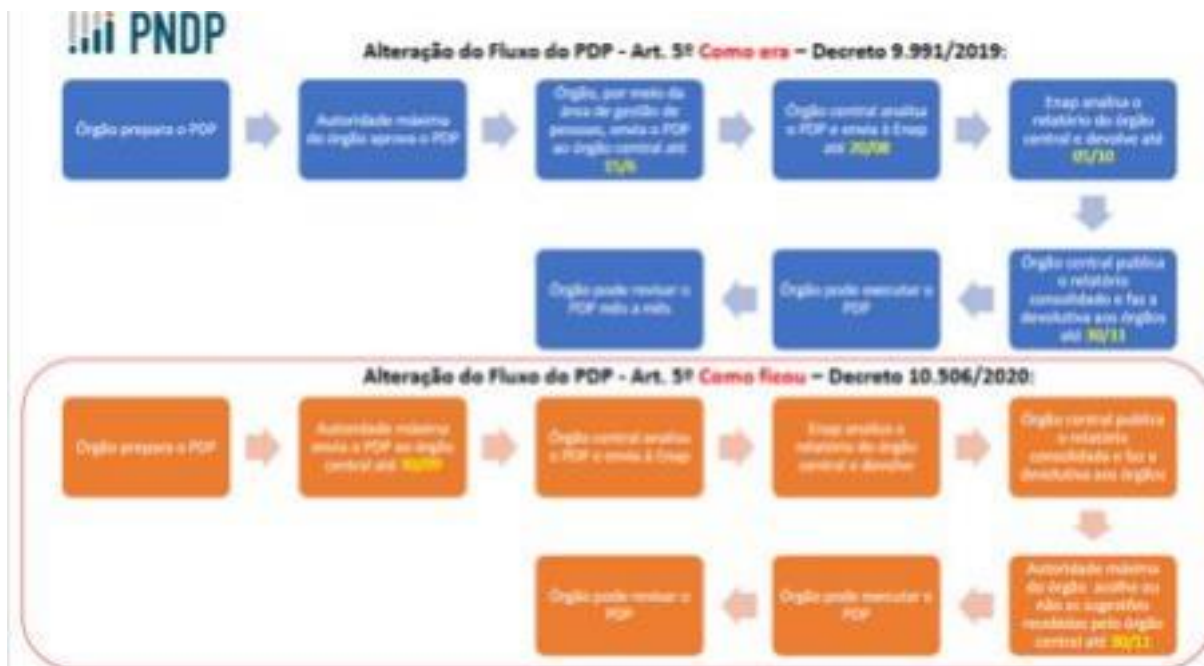 PNDP
Alteração do Fluxo do PDP - Art. 5º Como era – Decreto 9.991/2019:
Órgão prepara o PDP
Autoridade máxima
do órgão aprova o PDP
Órgão, por meio da
área de gestão de
pessoas, envia o PDP
ao órgão central até
15/6
Órgão central analisa
o PDP e envia à Enap
até 20/08
Enap analisa o
relatório do órgão
central e devolve até
05/10
Órgão central publica
o relatório
consolidado e faz a
devolutiva aos órgãos
até 30/11
Órgão pode executar o
PDP
Órgão pode revisar o
PDP mês a mês
Alteração do Fluxo do PDP - Art. 5º Como ficou – Decreto 10.506/2020:
Órgão prepara o PDP
Autoridade máxima
envia o PDP ao órgão
central até 30/09
Órgão central analisa
o PDP e envia à Enap
Enap analisa o
relatório do órgão
central e devolve
Órgão central publica
o relatório
consolidado e faz a
devolutiva aos órgãos
Autoridade máxima
do órgão acolhe ou
não as sugestões
recebidas pelo órgão
central até 30/11
Órgão pode executar o
PDP
Órgão pode revisar o
PDP